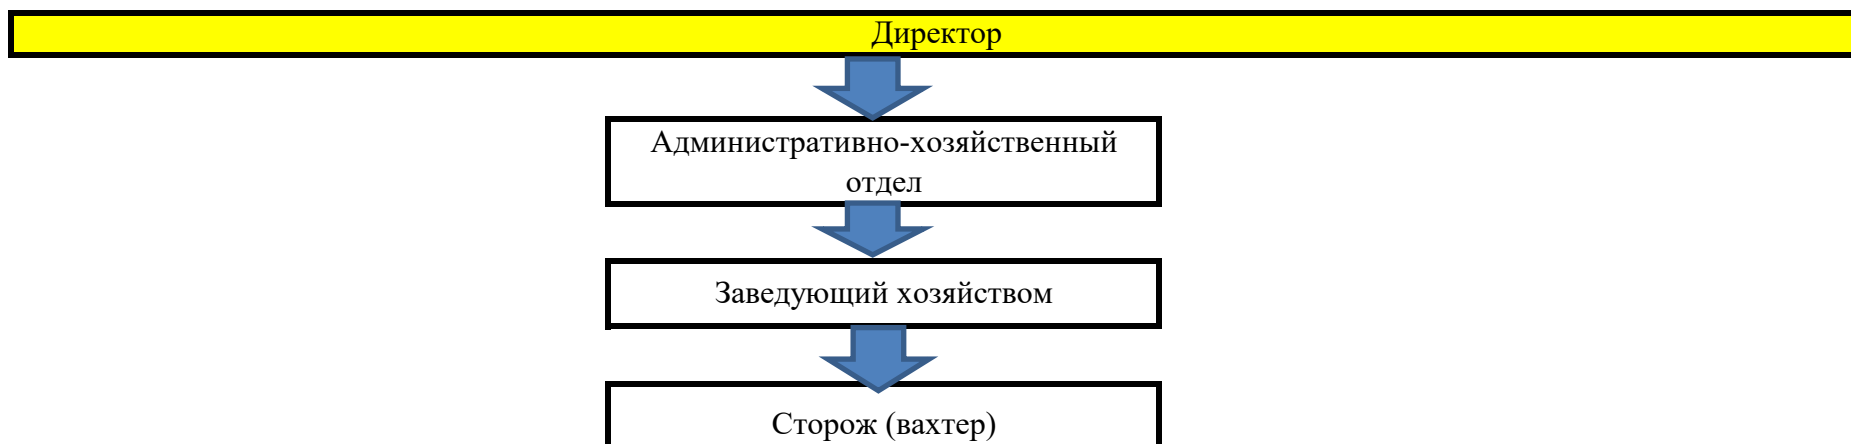 Директор
Административно-хозяйственный
отдел
Заведующий хозяйством
Сторож (вахтер)